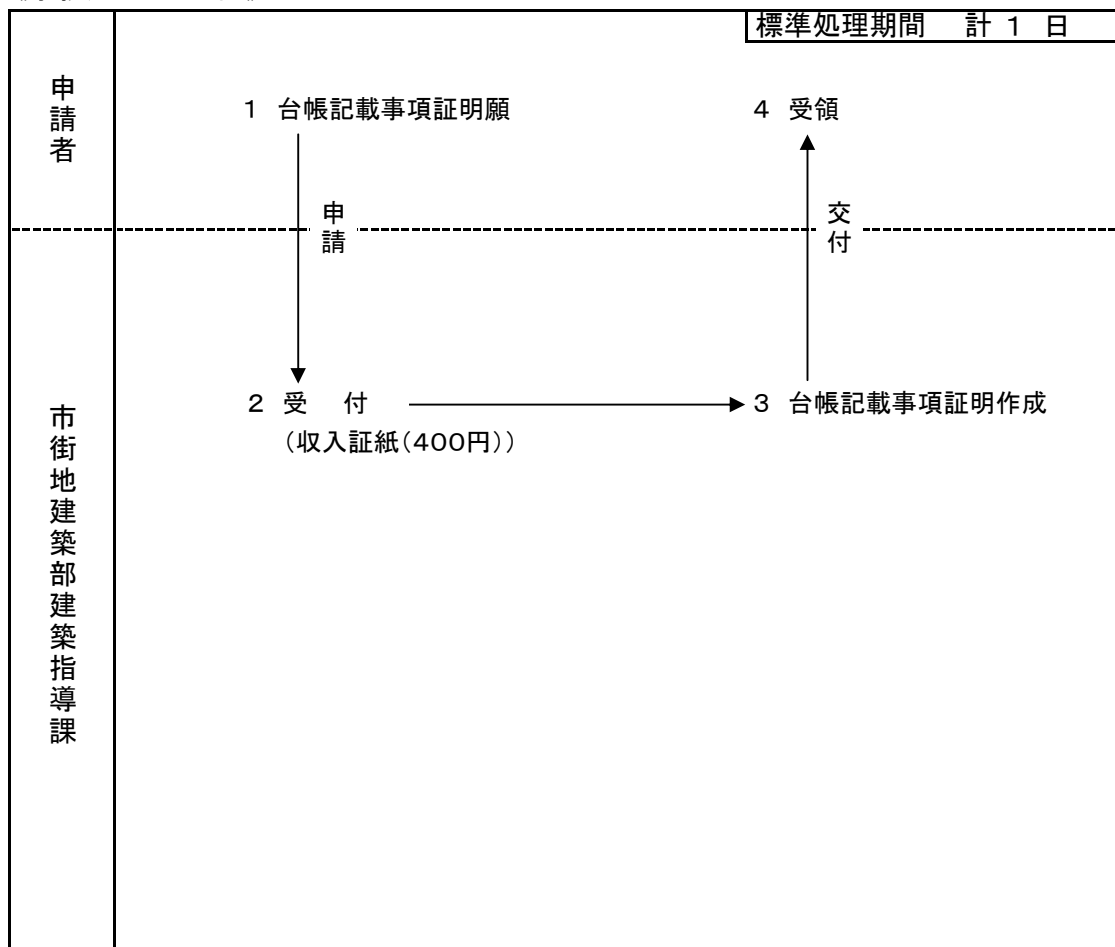 標準処理期間　計 1 日
申請者
1 台帳記載事項証明願
4 受領
申請
交付
市街地建築部建築指導課
2 受　付
3 台帳記載事項証明作成
（収入証紙（400円））